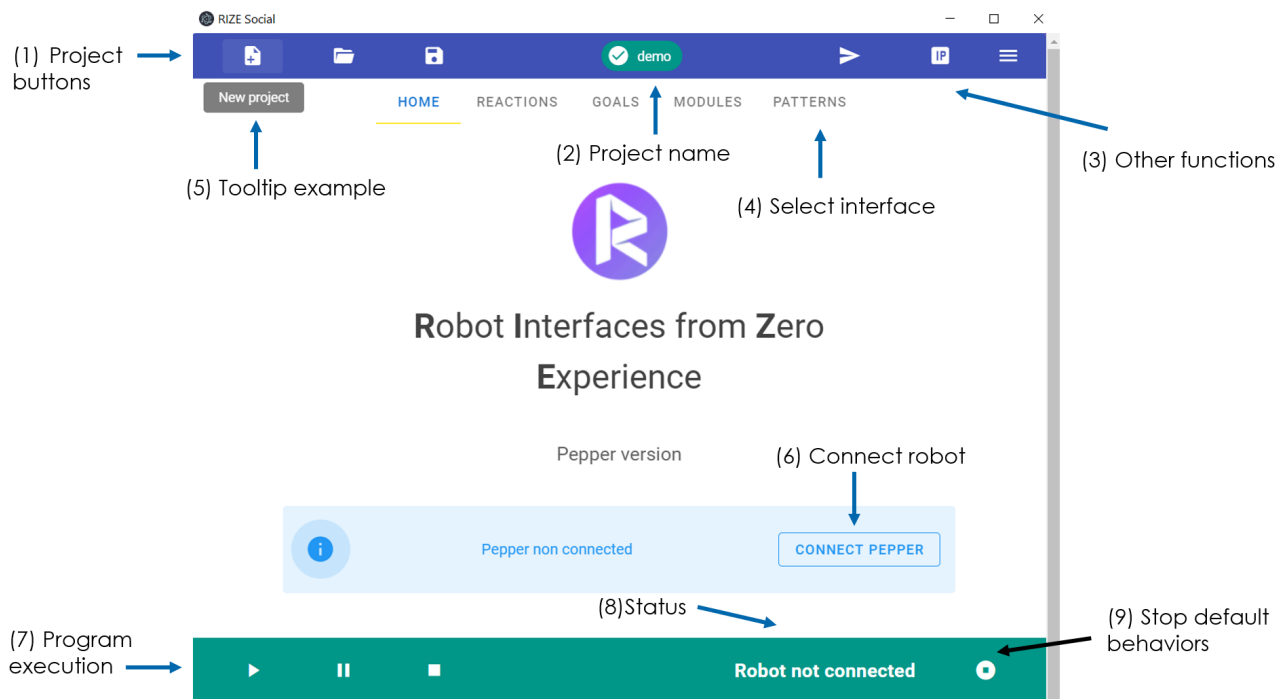 RIZE Social
(1) Project
buttons
demo
IP
New project
HOME REACTIONS GOALS MODULES PATTERNS
(2) Project name
(3) Other functions
(5) Tooltip example
(4) Select interface
R
Robot Interfaces from Zero
Experience
Pepper version
(6) Connect robot
Pepper non connected
CONNECT PEPPER
(8)Status
(9) Stop default
behaviors
(7) Program
execution
Robot not connected